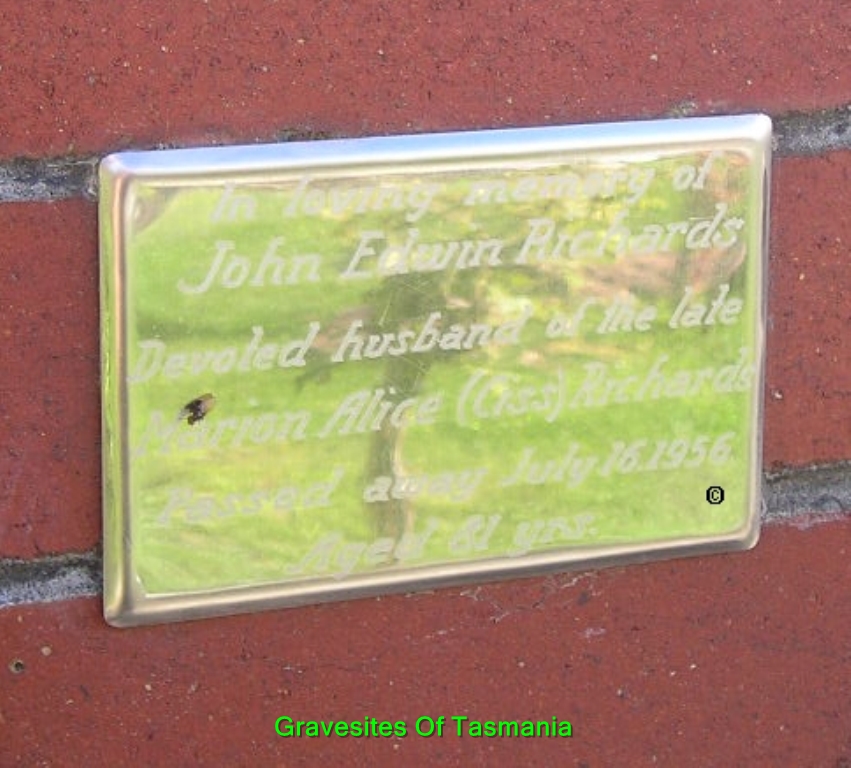 In loving memory of
John Edwin Richards
Devoted husband of the late
Marion Alice (Ciss) Richards
Passed away July 16.1956.
Aged 81 yrs.
©
Gravesites Of Tasmania